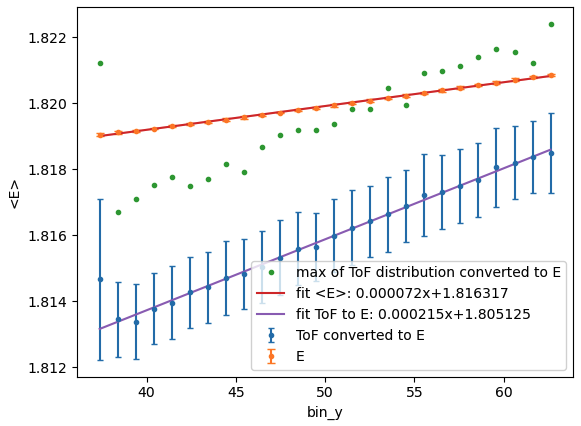 1.822
1.820
1.818
1.816
1.814
1.812
<E>
max of ToF distribution converted to E
fit <E>: 0.000072x+1.816317
fit ToF to E: 0.000215x+1.805125
ToF converted to E
E
40
45
50
55
60
bin_y